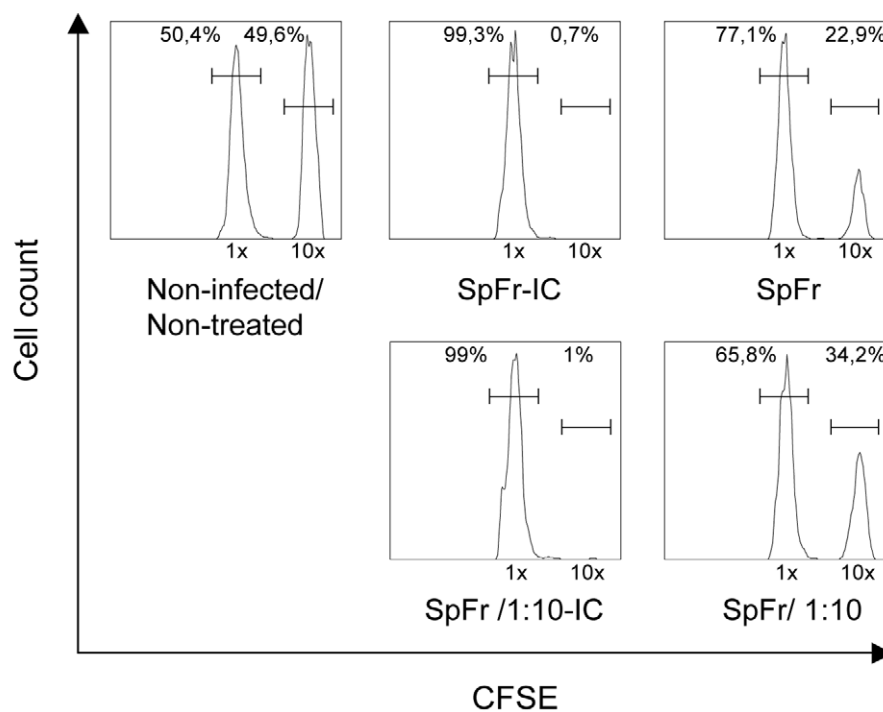 50,4% 49,6%
1x 10x
Non-infected/
Non-treated
99,3% 0,7%
1x 10x
SpFr-IC
77,1% 22,9%
1x 10x
SpFr
99% 1%
1x 10x
SpFr /1:10-IC
65,8% 34,2%
1x 10x
SpFr/ 1:10
Cell count
CFSE